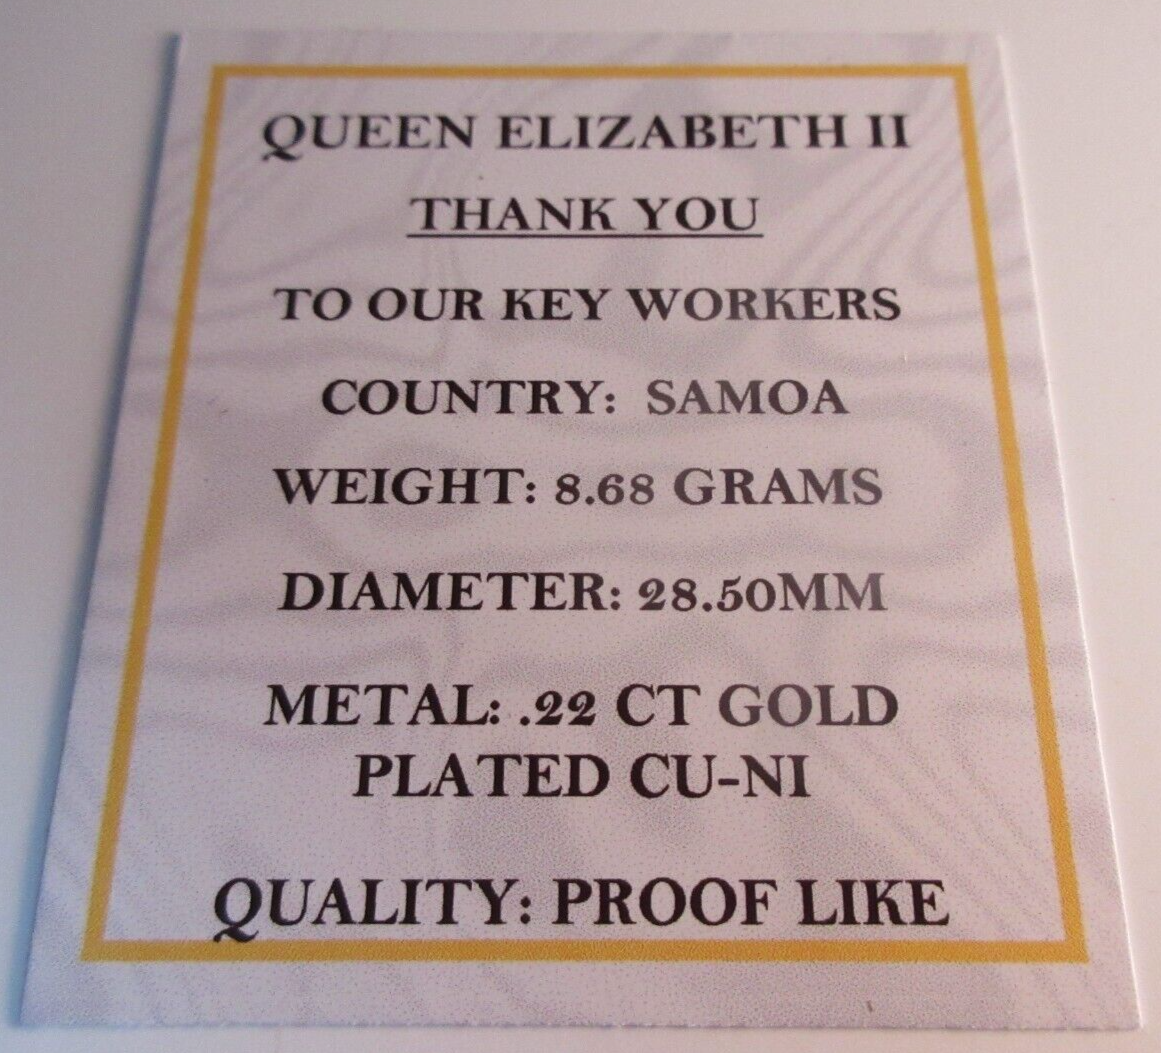 QUEEN ELIZABETH II
THANK YOU
TO OUR KEY WORKERS
COUNTRY: SAMOA
WEIGHT: 8.68 GRAMS
DIAMETER: 28.50MM
METAL: .22 CT GOLD
PLATED CU-NI
QUALITY: PROOF LIKE